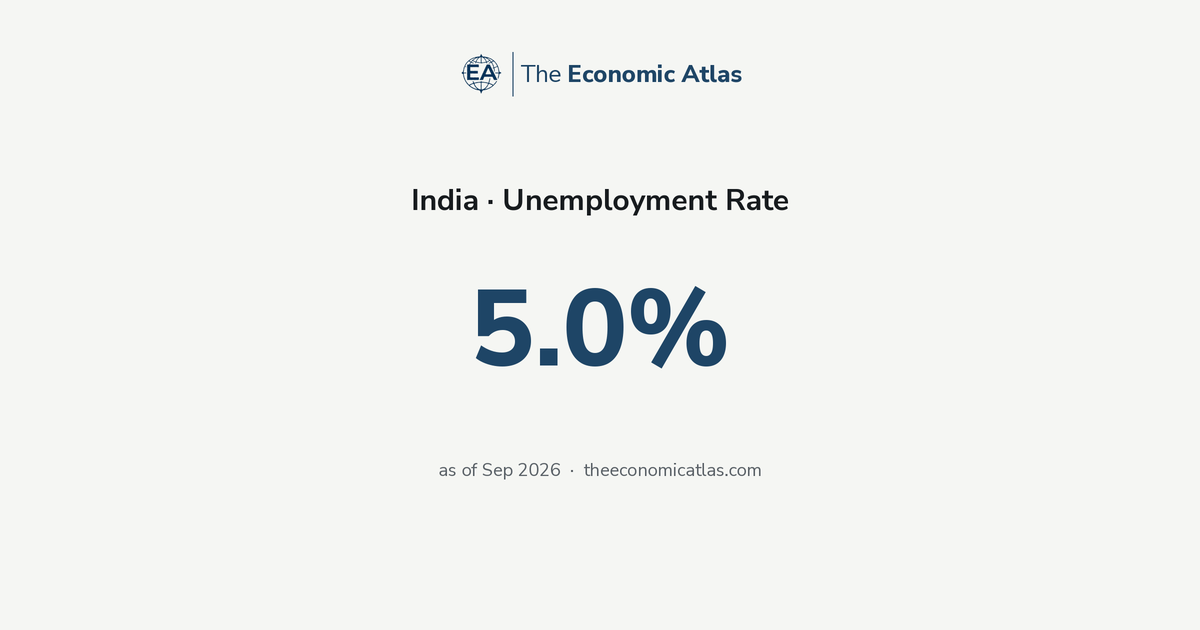 EA The Economic Atlas
India · Unemployment Rate
5.0%
as of Sep 2026 · theeconomicatlas.com